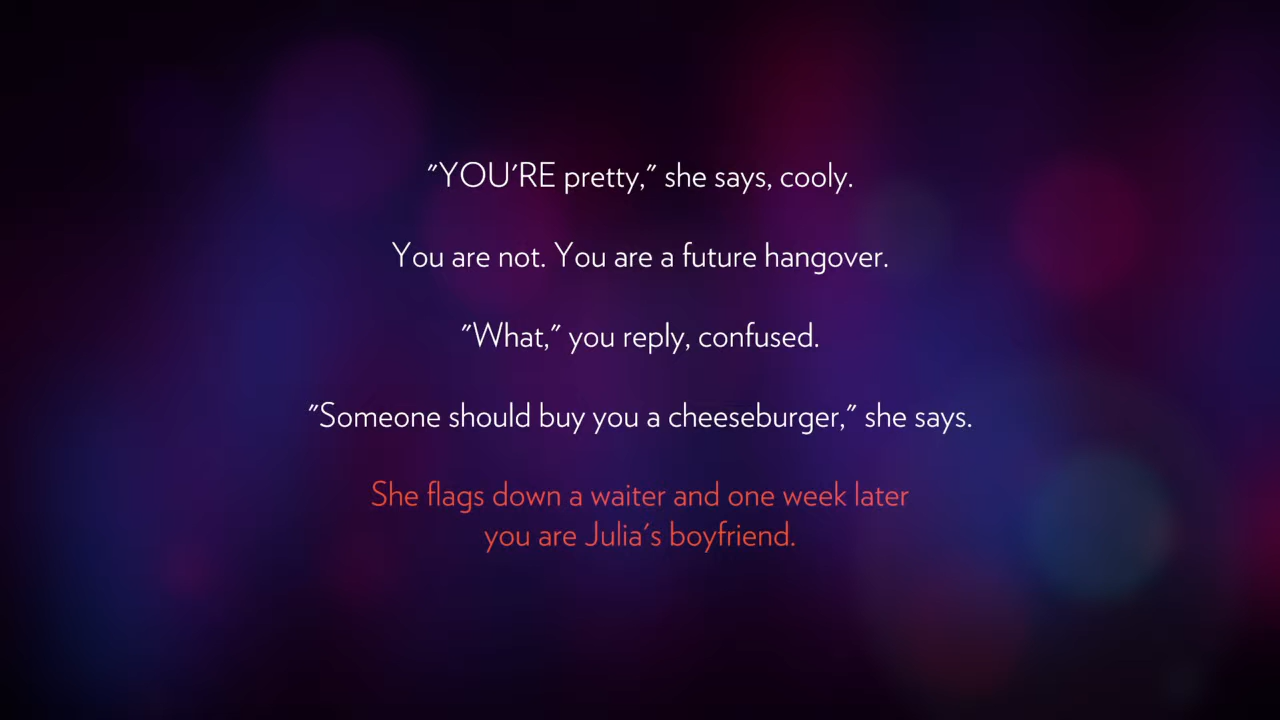 "YOU'RE pretty," she says, cooly.
You are not. You are a future hangover.
"What," you reply, confused.
"Someone should buy you a cheeseburger," she says.
She flags down a waiter and one week later
you are Julia's boyfriend.